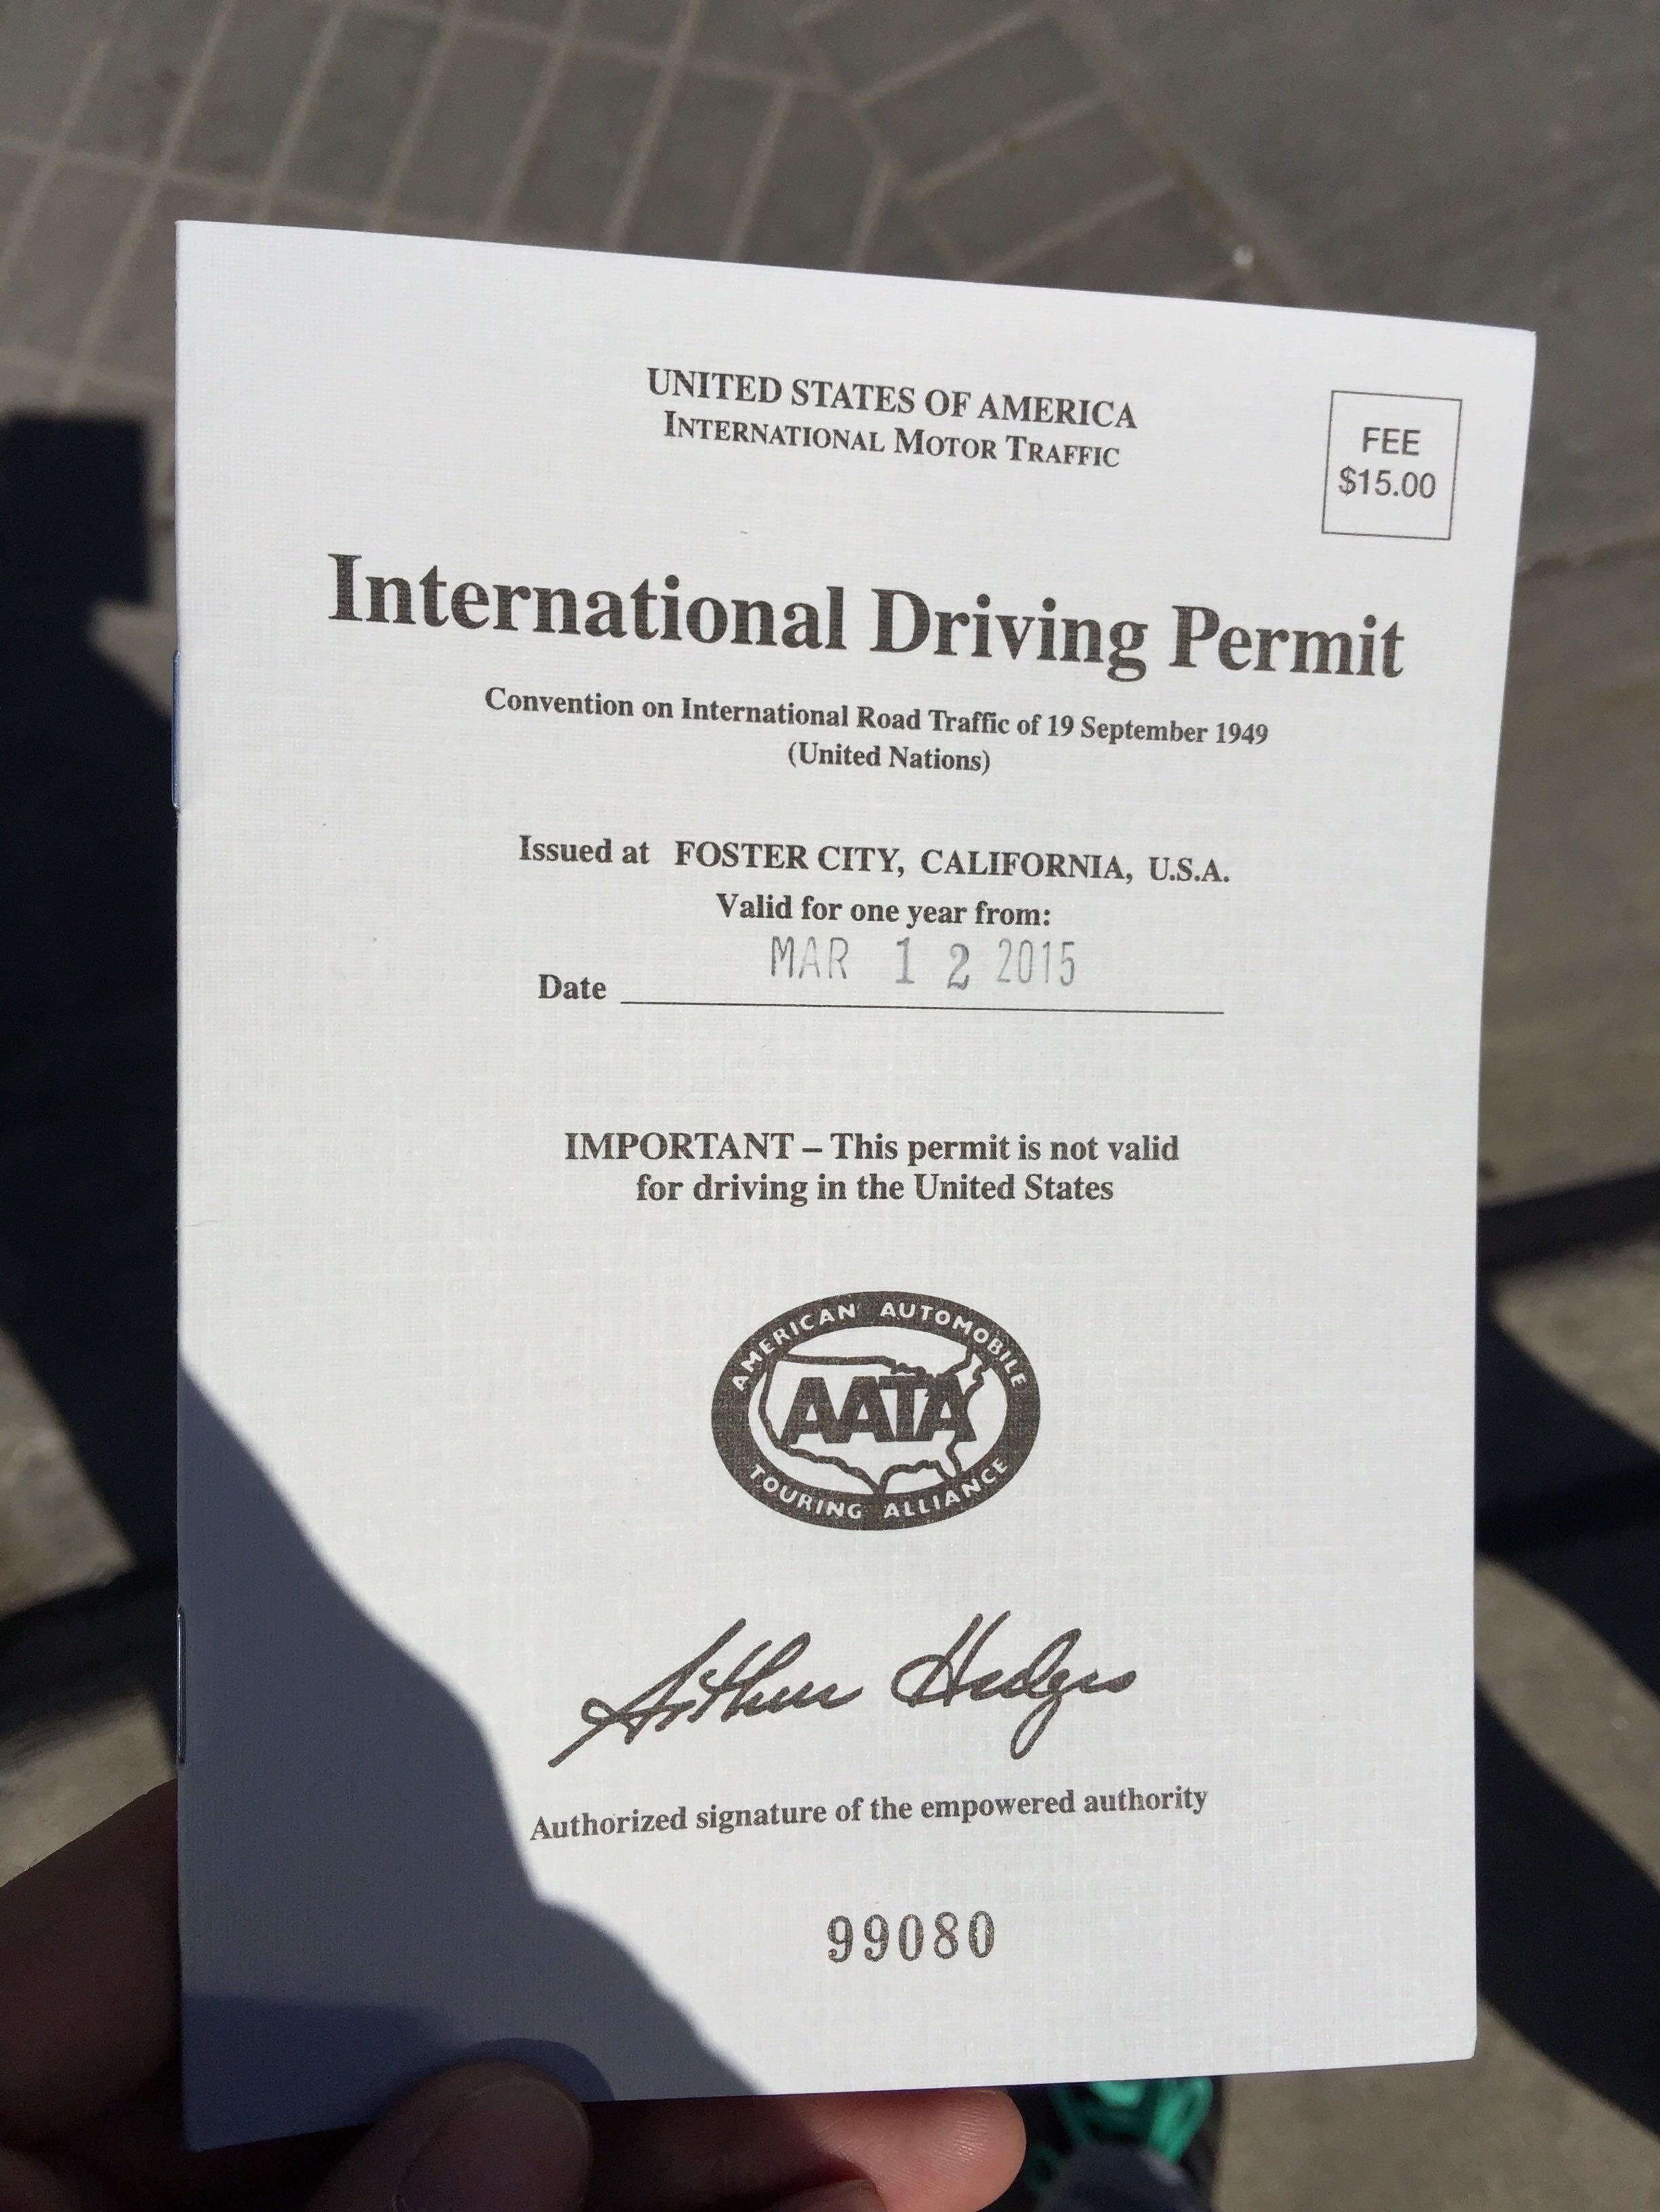 UNITED STATES OF AMERICA
INTERNATIONAL MOTOR TRAFFIC
FEE
$15.00
International Driving Permit
Convention on International Road Traffic of 19 September 1949
(United Nations)
Issued at FOSTER CITY, CALIFORNIA, U.S.A.
Valid for one year from:
MAR 12 2015
Date
IMPORTANT – This permit is not valid
for driving in the United States
AMERICAN AUTOMOBILE
AATA
TOURING ALLIANCE
Arthur Hedges
Authorized signature of the empowered authority
99080